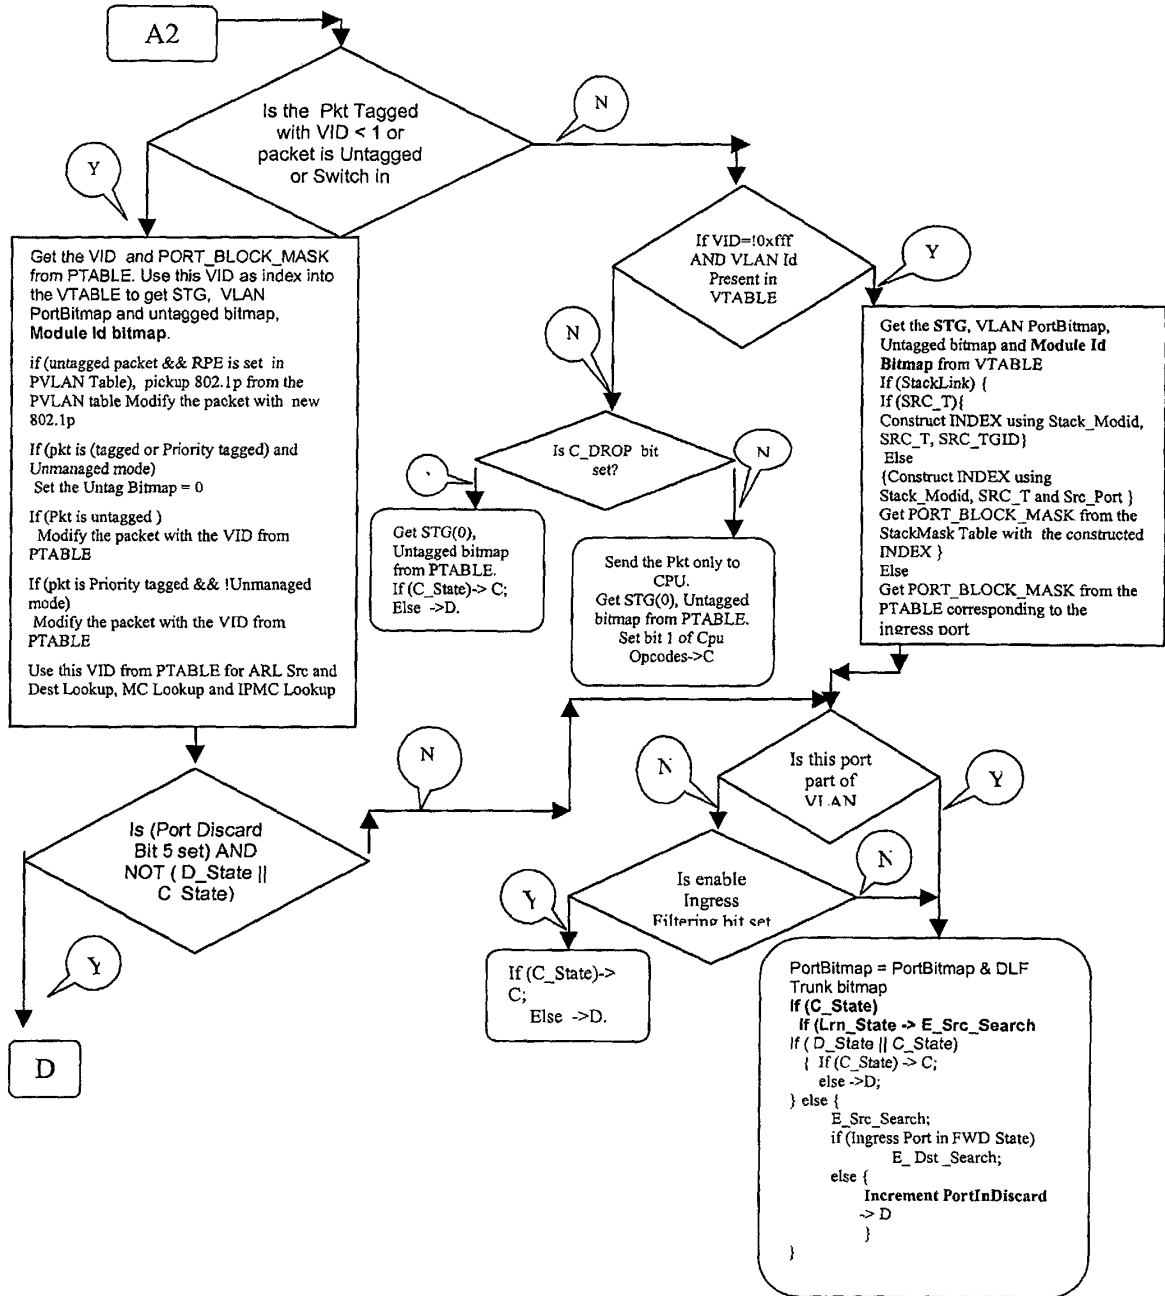 A2
Is the Pkt Tagged
with VID < 1 or
packet is Untagged
or Switch in
N
Y
Get the VID and PORT_BLOCK_MASK
from PTABLE. Use this VID as index into
the VTABLE to get STG, VLAN
PortBitmap and untagged bitmap,
Module Id bitmap.
if (untagged packet && RPE is set in
PVLAN Table), pickup 802.1p from the
PVLAN table Modify the packet with new
802.1p
If(pkt is (tagged or Priority tagged) and
Unmanaged mode)
Set the Untag Bitmap = 0
If (Pkt is untagged )
Modify the packet with the VID from
PTABLE
If (pkt is Priority tagged && !Unmanaged
mode)
Modify the packet with the VID from
PTABLE
Use this VID from PTABLE for ARL Src and
Dest Lookup, MC Lookup and IPMC Lookup
If VID=!0xfff
AND VLAN Id
Present in
VTABLE
Y
N
Get the STG, VLAN PortBitmap,
Untagged bitmap and Module Id
Bitmap from VTABLE
If (StackLink) {
If (SRC_T){
Construct INDEX using Stack_Modid,
SRC_T, SRC_TGID}
Else
{Construct INDEX using
Stack_Modid, SRC_T and Src_Port }
Get PORT_BLOCK_MASK from the
StackMask Table with the constructed
INDEX }
Else
Get PORT_BLOCK_MASK from the
PTABLE corresponding to the
ingress port
Is C_DROP bit
set?
N
Get STG(0),
Untagged bitmap
from PTABLE.
If (C_State)-> C;
Else ->D.
Send the Pkt only to
CPU.
Get STG(0), Untagged
bitmap from PTABLE.
Set bit 1 of Cpu
Opcodes->C
Is (Port Discard
Bit 5 set) AND
NOT ( D_State ||
C State)
N
Y
D
Is this port
part of
VLAN
N
Y
Is enable
Ingress
Filtering bit set
N
Y
If (C_State)->
C;
Else ->D.
PortBitmap = PortBitmap & DLF
Trunk bitmap
If (C_State)
If (Lrn_State -> E_Src_Search
If ( D_State || C_State)
{ If (C_State) -> C;
else ->D;
} else {
E_Src_Search;
if (Ingress Port in FWD State)
E_ Dst _Search;
else {
Increment PortInDiscard
-> D
}
}